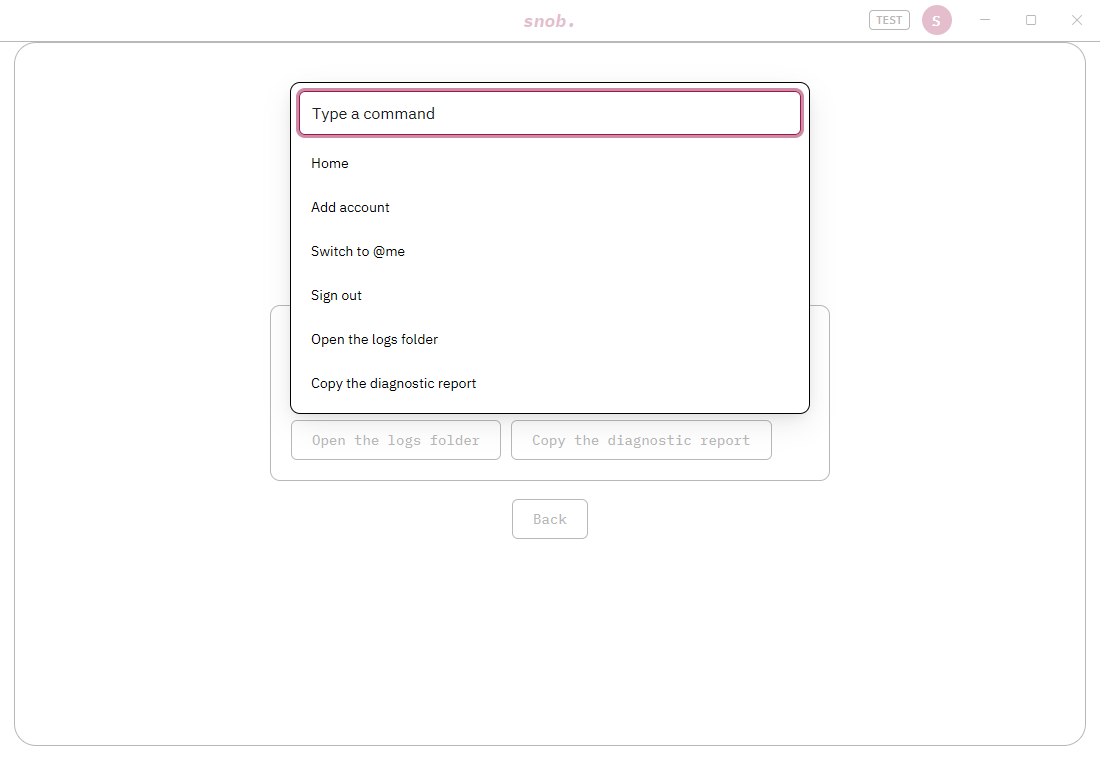 snob.
TEST
S
Type a command
Home
Add account
Switch to @me
Sign out
Open the logs folder
Copy the diagnostic report
Open the logs folder
Copy the diagnostic report
Back